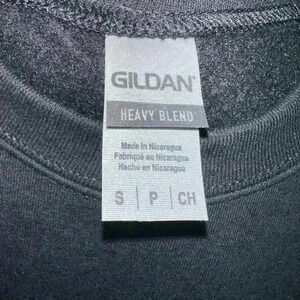 GILDAN
HEAVY BLEND
Made in Nicaragua
Fabriqué au Nicaragua
Hecho en Nicaragua
S | P | CH